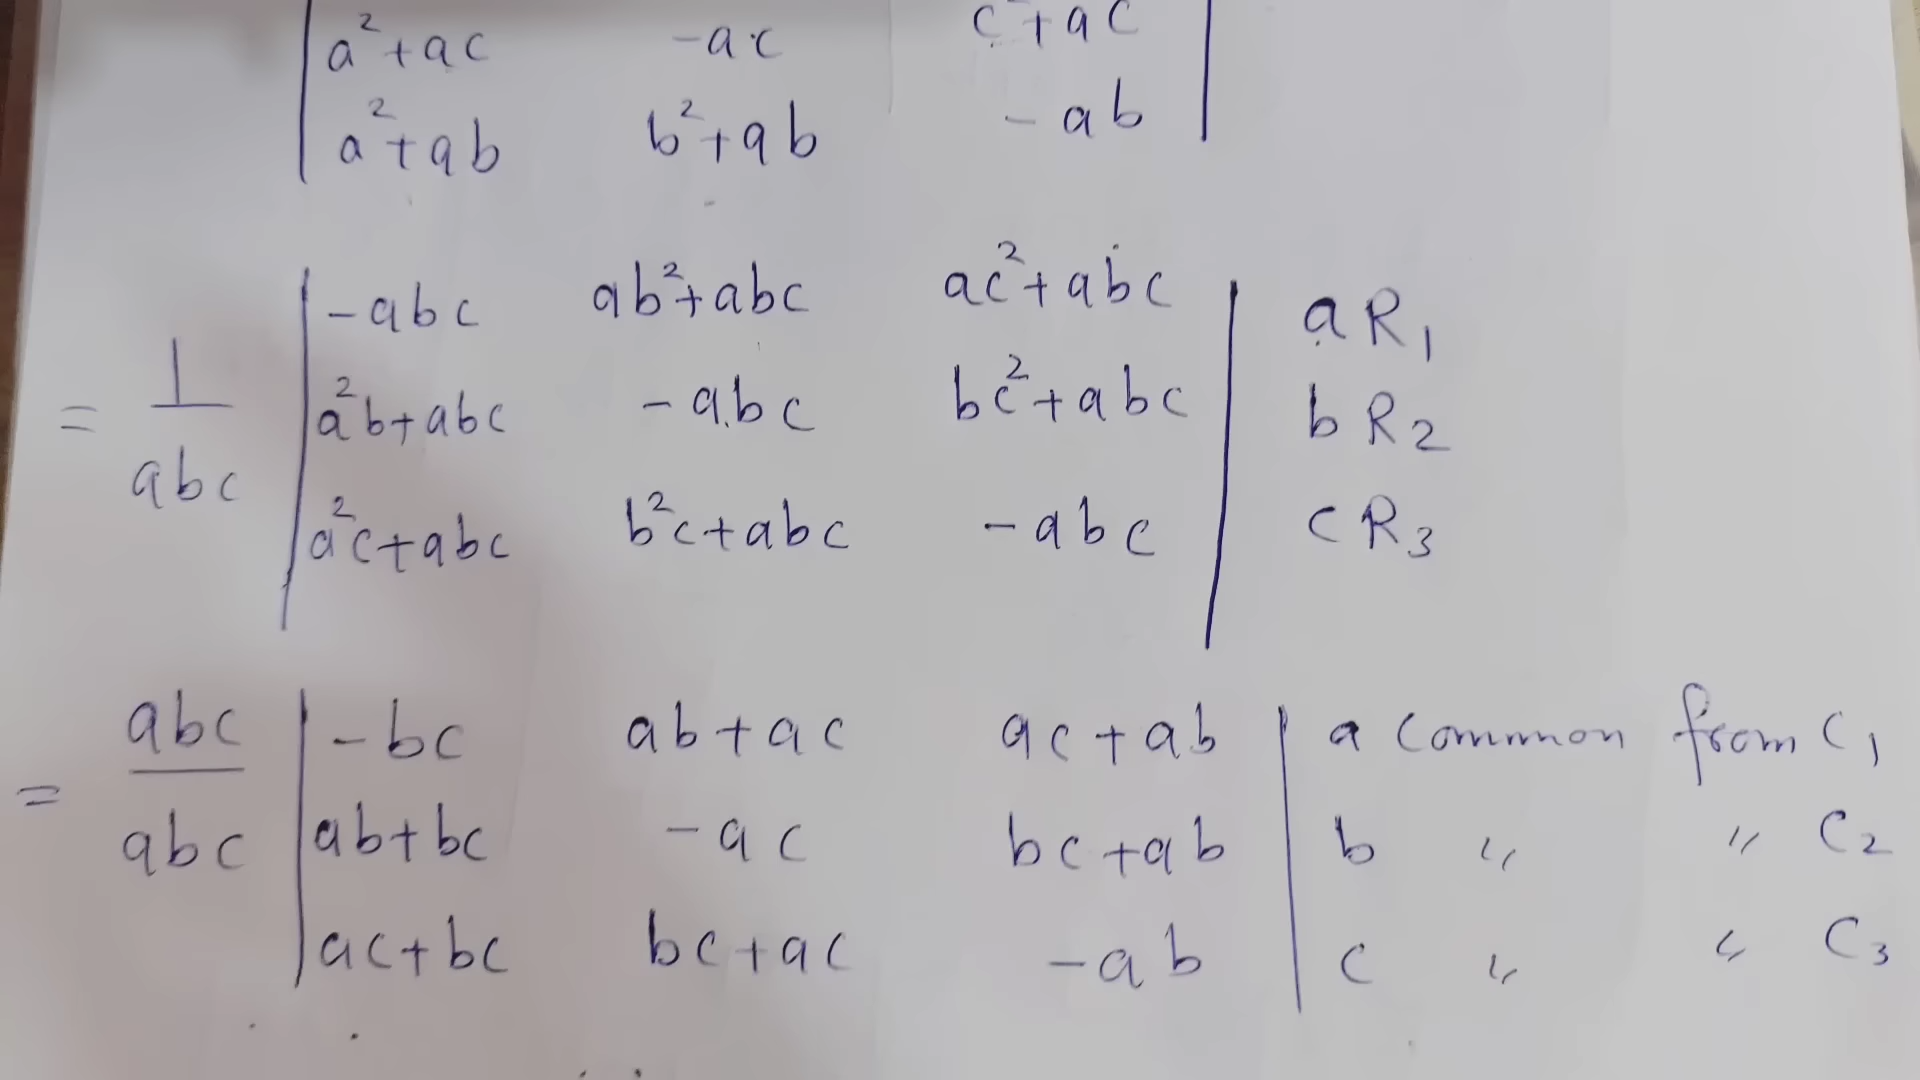 a²+ac -ac c²+ac
a²+ab b²+ab -ab
-abc ab²+abc ac²+abc aR₁
= 1/abc a²b+abc -abc bc²+abc bR₂
a²c+abc b²c+abc -abc cR₃
-bc ab+ac ac+ab a common from C₁
= abc/abc ab+bc -ac bc+ab b " " C₂
ac+bc bc+ac -ab c " " C₃